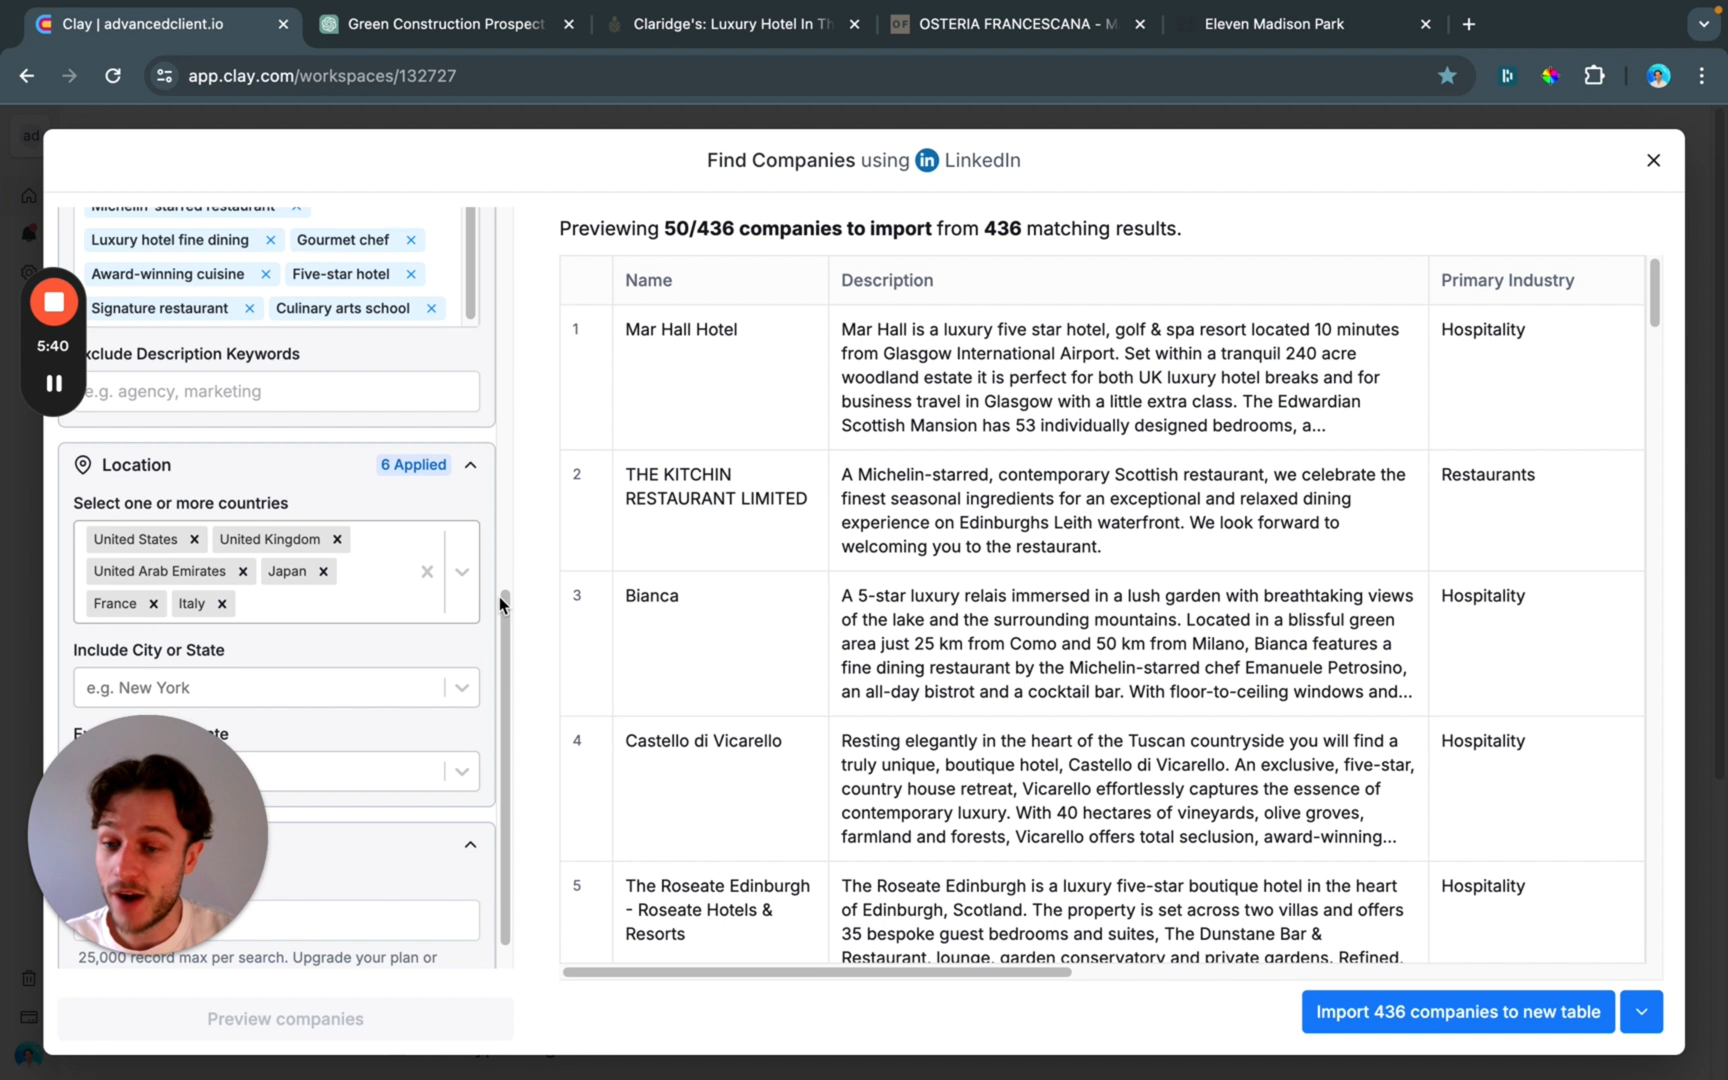 Clay | advancedclient.io
Green Construction Prospect
Claridge's: Luxury Hotel In Th
OSTERIA FRANCESCANA - M
Eleven Madison Park
app.clay.com/workspaces/132727
ad
Find Companies using in LinkedIn
Michelin-starred restaurant
Luxury hotel fine dining
Gourmet chef
Award-winning cuisine
Five-star hotel
Signature restaurant
Culinary arts school
5:40
xclude Description Keywords
e.g. agency, marketing
Location
6 Applied
Select one or more countries
United States
United Kingdom
United Arab Emirates
Japan
France
Italy
Include City or State
e.g. New York
25,000 record max per search. Upgrade your plan or
Preview companies
Previewing 50/436 companies to import from 436 matching results.
Name
Description
Primary Industry
1
Mar Hall Hotel
Mar Hall is a luxury five star hotel, golf & spa resort located 10 minutes
from Glasgow International Airport. Set within a tranquil 240 acre
woodland estate it is perfect for both UK luxury hotel breaks and for
business travel in Glasgow with a little extra class. The Edwardian
Scottish Mansion has 53 individually designed bedrooms, a...
Hospitality
2
THE KITCHIN
RESTAURANT LIMITED
A Michelin-starred, contemporary Scottish restaurant, we celebrate the
finest seasonal ingredients for an exceptional and relaxed dining
experience on Edinburghs Leith waterfront. We look forward to
welcoming you to the restaurant.
Restaurants
3
Bianca
A 5-star luxury relais immersed in a lush garden with breathtaking views
of the lake and the surrounding mountains. Located in a blissful green
area just 25 km from Como and 50 km from Milano, Bianca features a
fine dining restaurant by the Michelin-starred chef Emanuele Petrosino,
an all-day bistrot and a cocktail bar. With floor-to-ceiling windows and...
Hospitality
4
Castello di Vicarello
Resting elegantly in the heart of the Tuscan countryside you will find a
truly unique, boutique hotel, Castello di Vicarello. An exclusive, five-star,
country house retreat, Vicarello effortlessly captures the essence of
contemporary luxury. With 40 hectares of vineyards, olive groves,
farmland and forests, Vicarello offers total seclusion, award-winning...
Hospitality
5
The Roseate Edinburgh
- Roseate Hotels &
Resorts
The Roseate Edinburgh is a luxury five-star boutique hotel in the heart
of Edinburgh, Scotland. The property is set across two villas and offers
35 bespoke guest bedrooms and suites, The Dunstane Bar &
Restaurant, lounge, garden conservatory and private gardens. Refined,
Hospitality
Import 436 companies to new table